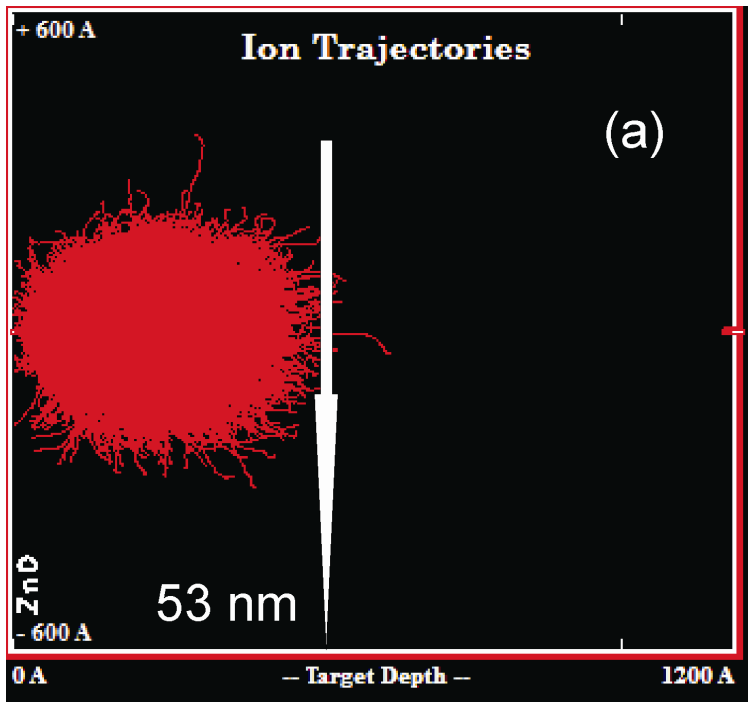 + 600 A
Ion Trajectories
(a)
ZnO
53 nm
- 600 A
0 A
-- Target Depth --
1200 A